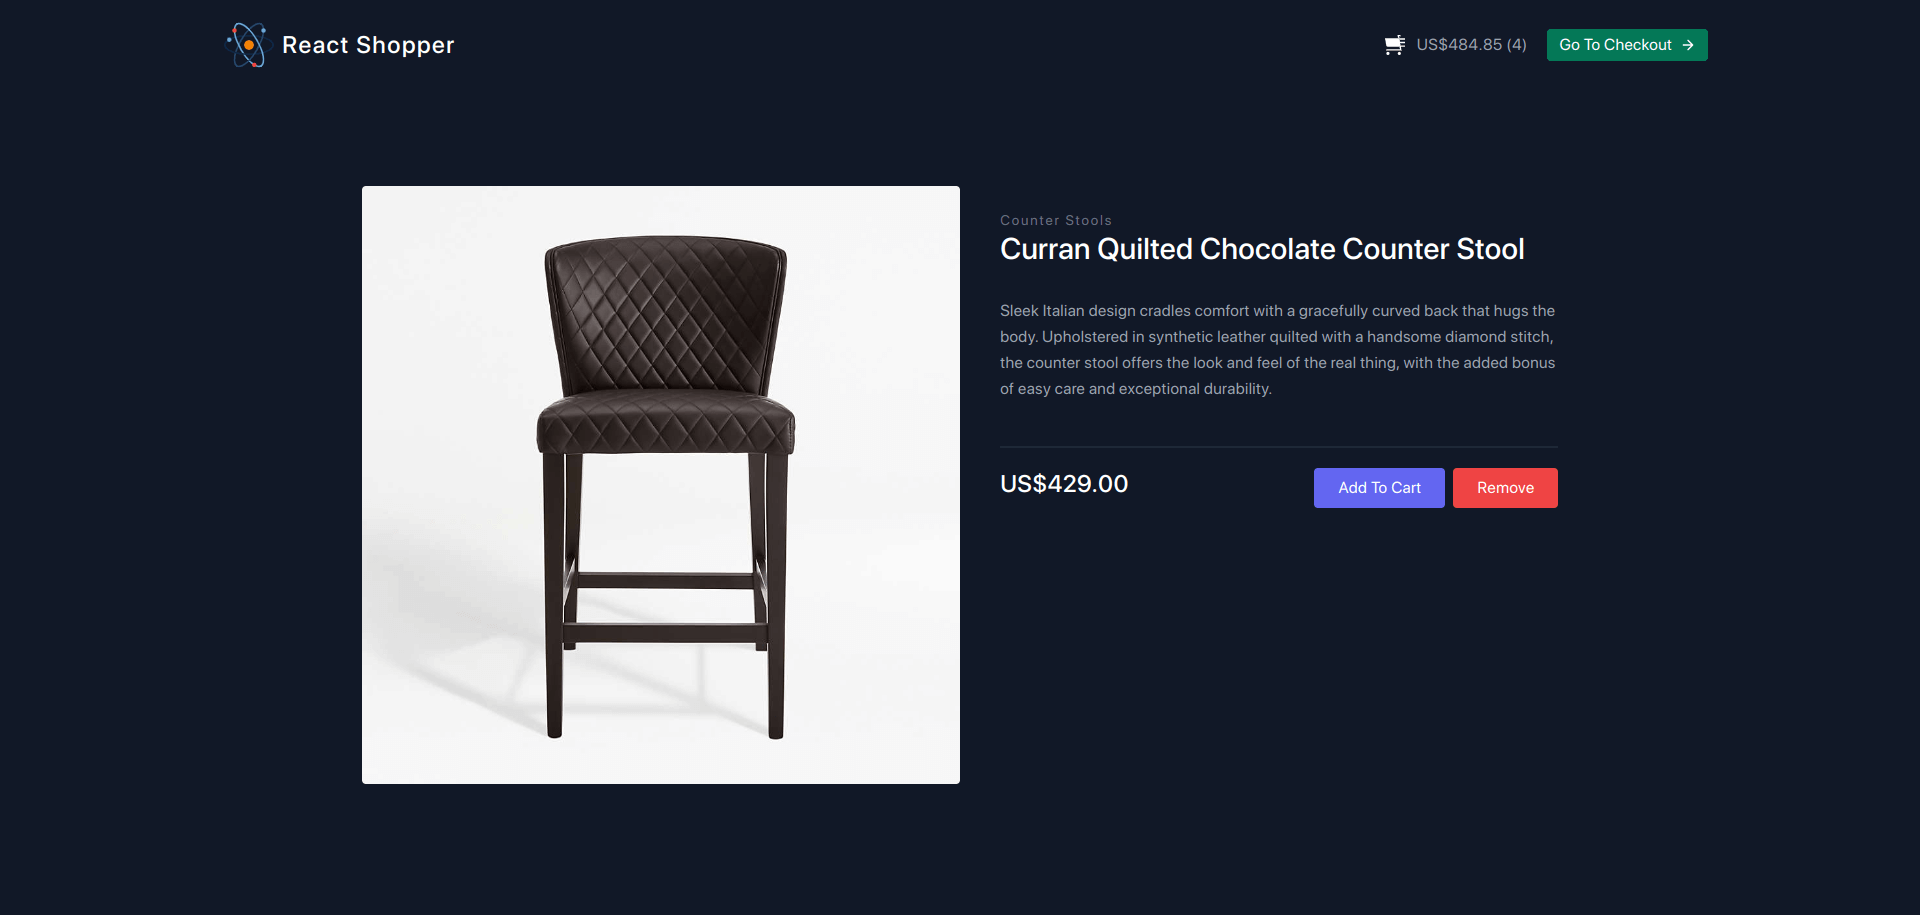 React Shopper
US$484.85 (4)
Go To Checkout →
Counter Stools
Curran Quilted Chocolate Counter Stool
Sleek Italian design cradles comfort with a gracefully curved back that hugs the
body. Upholstered in synthetic leather quilted with a handsome diamond stitch,
the counter stool offers the look and feel of the real thing, with the added bonus
of easy care and exceptional durability.
US$429.00
Add To Cart
Remove